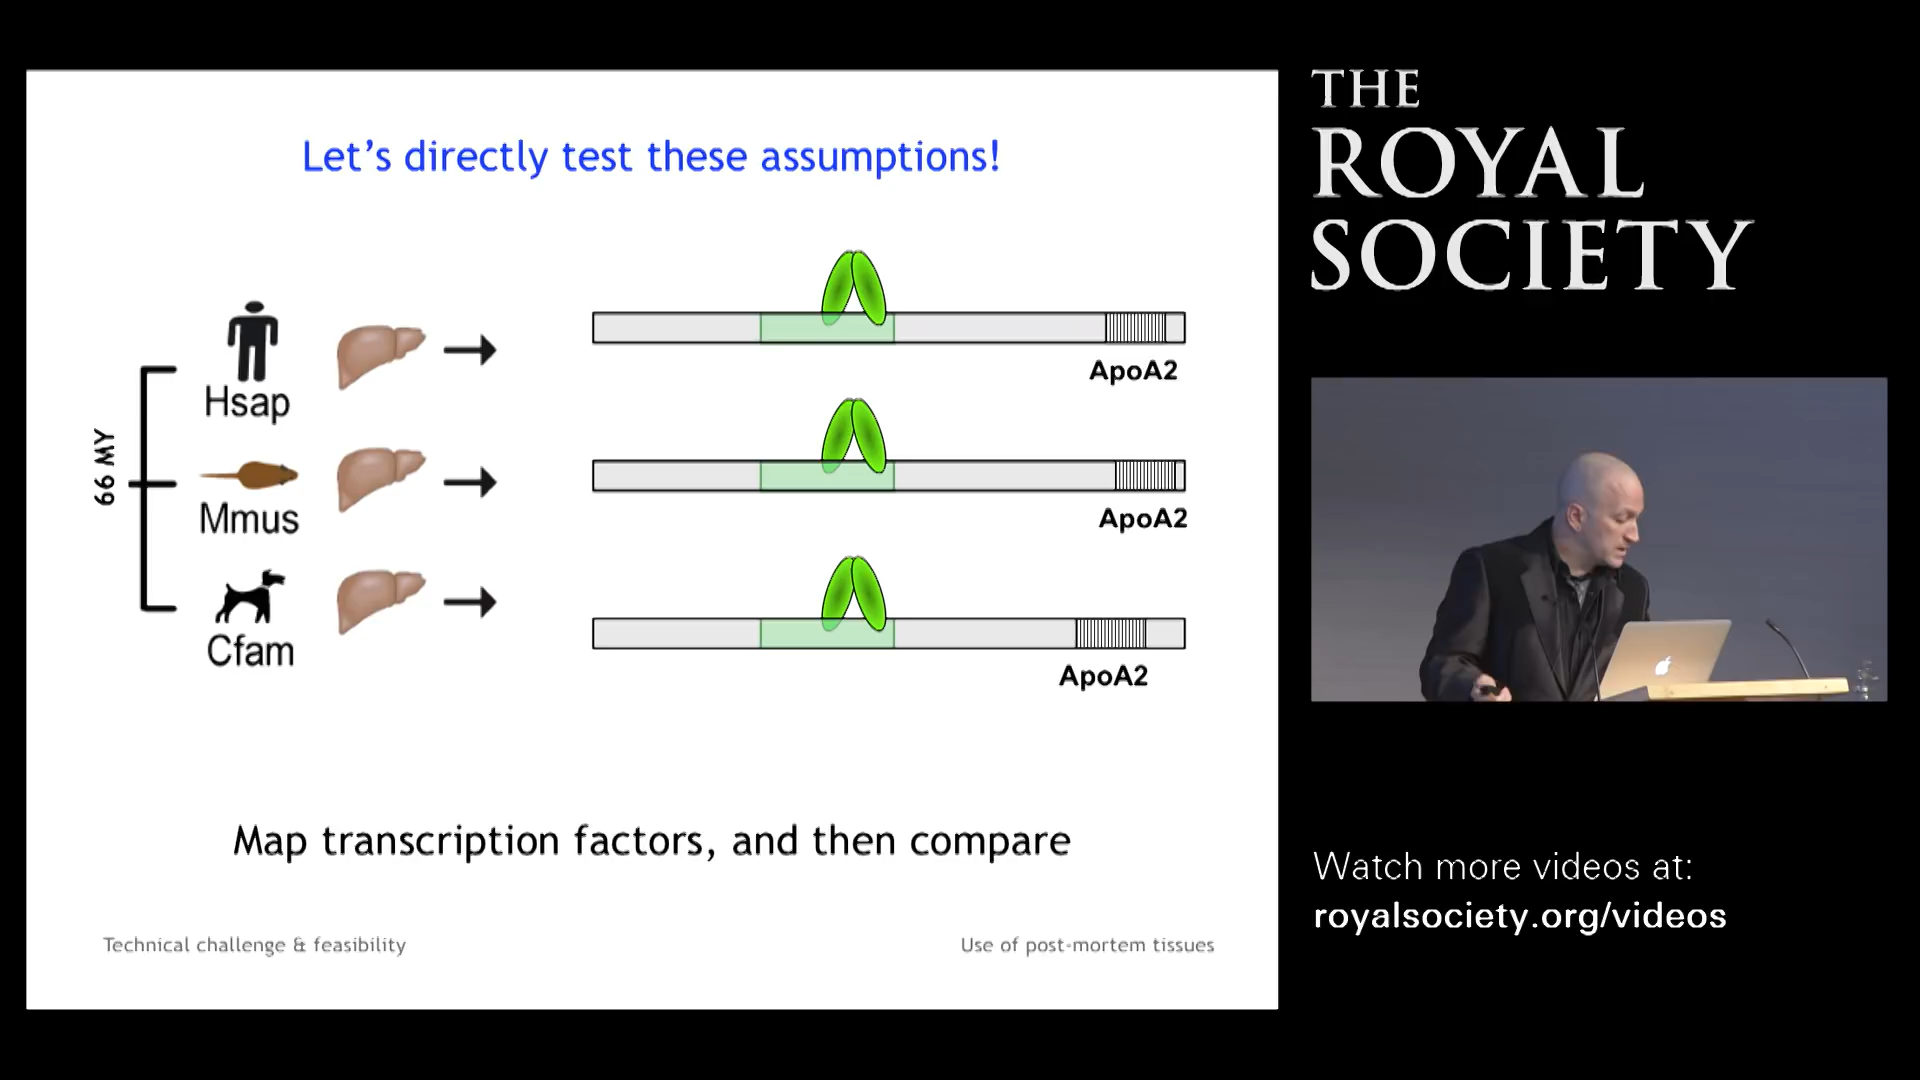 Let's directly test these assumptions!
66 MY
Hsap
Mmus
Cfam
ApoA2
ApoA2
ApoA2
Map transcription factors, and then compare
Technical challenge & feasibility
Use of post-mortem tissues
THE
ROYAL
SOCIETY
Watch more videos at:
royalsociety.org/videos